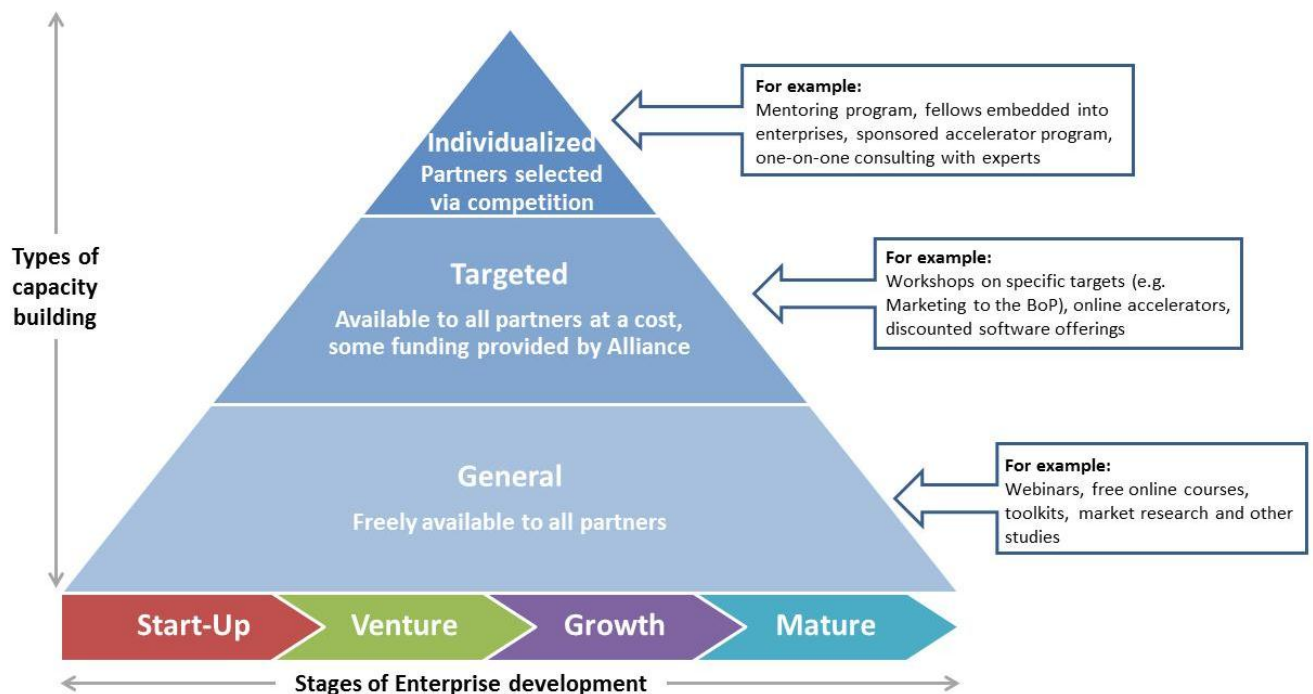 For example:
Mentoring program, fellows embedded into
enterprises, sponsored accelerator program,
one-on-one consulting with experts
Individualized
Partners selected
via competition
Types of
capacity
building
For example:
Workshops on specific targets (e.g.
Marketing to the BoP), online accelerators,
discounted software offerings
Targeted
Available to all partners at a cost,
some funding provided by Alliance
For example:
Webinars, free online courses,
toolkits, market research and other
studies
General
Freely available to all partners
Start-Up
Venture
Growth
Mature
Stages of Enterprise development